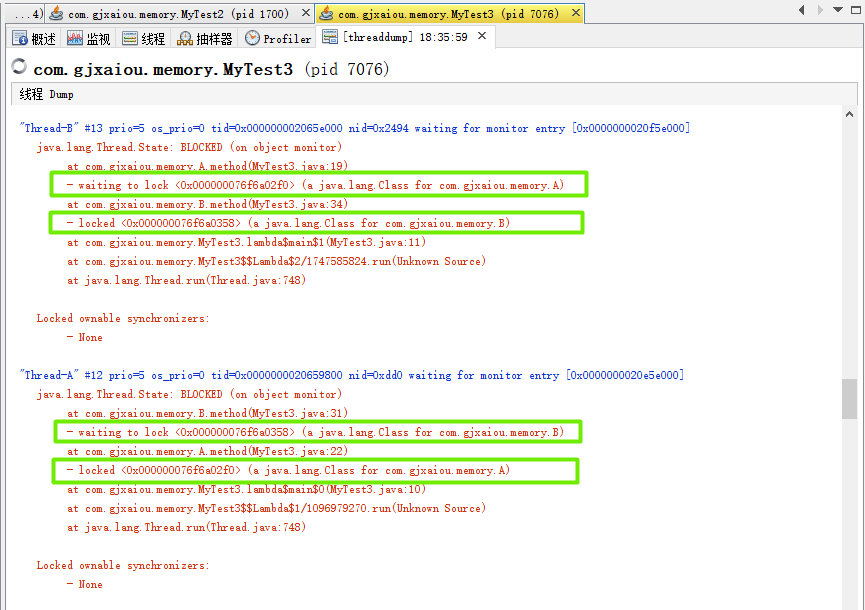 ...4) com.gjxaiou.memory.MyTest2 (pid 1700) com.gjxaiou.memory.MyTest3 (pid 7076)
概述 监视 线程 抽样器 Profiler [threaddump] 18:35:59
com.gjxaiou.memory.MyTest3 (pid 7076)
线程 Dump
"Thread-B" #13 prio=5 os_prio=0 tid=0x000000002065e000 nid=0x2494 waiting for monitor entry [0x0000000020f5e000]
java.lang.Thread.State: BLOCKED (on object monitor)
at com.gjxaiou.memory.A.method(MyTest3.java:19)
- waiting to lock <0x000000076f6a02f0> (a java.lang.Class for com.gjxaiou.memory.A)
at com.gjxaiou.memory.B.method(MyTest3.java:34)
- locked <0x000000076f6a0358> (a java.lang.Class for com.gjxaiou.memory.B)
at com.gjxaiou.memory.MyTest3.lambda$main$1(MyTest3.java:11)
at com.gjxaiou.memory.MyTest3$$Lambda$2/1747585824.run(Unknown Source)
at java.lang.Thread.run(Thread.java:748)
Locked ownable synchronizers:
- None
"Thread-A" #12 prio=5 os_prio=0 tid=0x0000000020659800 nid=0xdd0 waiting for monitor entry [0x0000000020e5e000]
java.lang.Thread.State: BLOCKED (on object monitor)
at com.gjxaiou.memory.B.method(MyTest3.java:31)
- waiting to lock <0x000000076f6a0358> (a java.lang.Class for com.gjxaiou.memory.B)
at com.gjxaiou.memory.A.method(MyTest3.java:22)
- locked <0x000000076f6a02f0> (a java.lang.Class for com.gjxaiou.memory.A)
at com.gjxaiou.memory.MyTest3.lambda$main$0(MyTest3.java:10)
at com.gjxaiou.memory.MyTest3$$Lambda$1/1096979270.run(Unknown Source)
at java.lang.Thread.run(Thread.java:748)
Locked ownable synchronizers:
- None